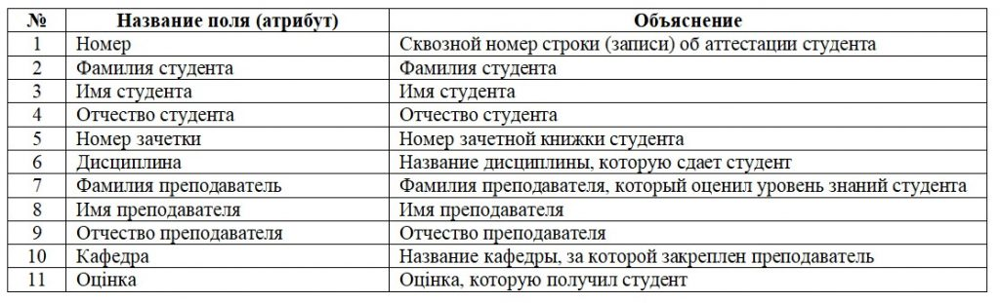 № Название поля (атрибут) Объяснение
1 Номер Сквозной номер строки (записи) об аттестации студента
2 Фамилия студента Фамилия студента
3 Имя студента Имя студента
4 Отчество студента Отчество студента
5 Номер зачетки Номер зачетной книжки студента
6 Дисциплина Название дисциплины, которую сдает студент
7 Фамилия преподаватель Фамилия преподавателя, который оценил уровень знаний студента
8 Имя преподавателя Имя преподавателя
9 Отчество преподавателя Отчество преподавателя
10 Кафедра Название кафедры, за которой закреплен преподаватель
11 Оцінка Оцінка, которую получил студент